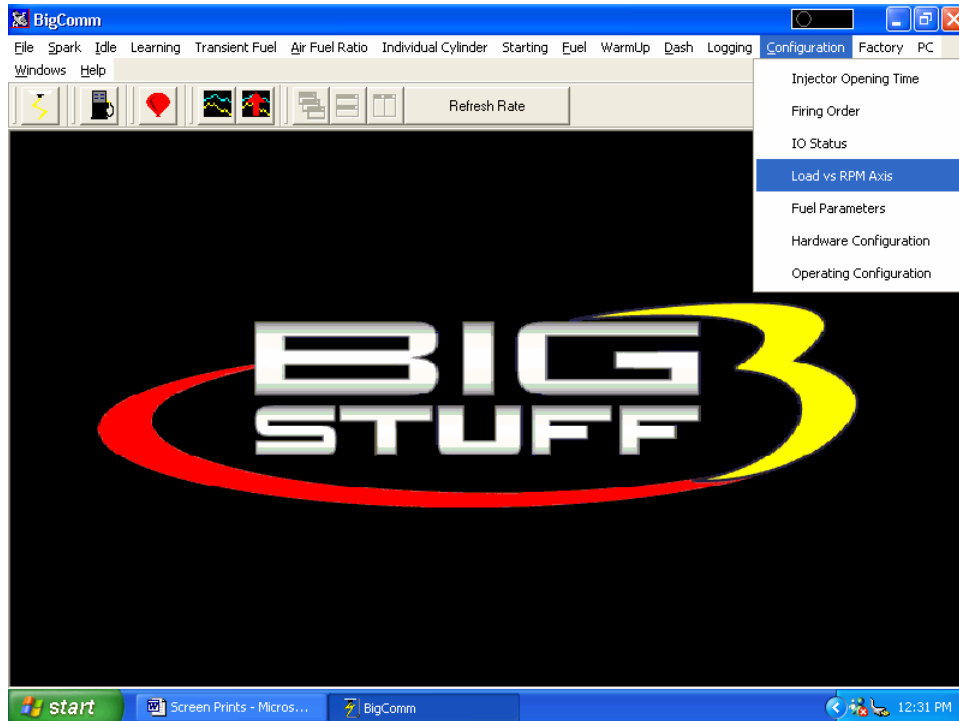 BigComm
File Spark Idle Learning Transient Fuel Air Fuel Ratio Individual Cylinder Starting Fuel WarmUp Dash Logging Configuration Factory PC
Windows Help
Refresh Rate
Injector Opening Time
Firing Order
IO Status
Load vs RPM Axis
Fuel Parameters
Hardware Configuration
Operating Configuration
BIG
STUFF
3
start Screen Prints - Micros... BigComm 12:31 PM